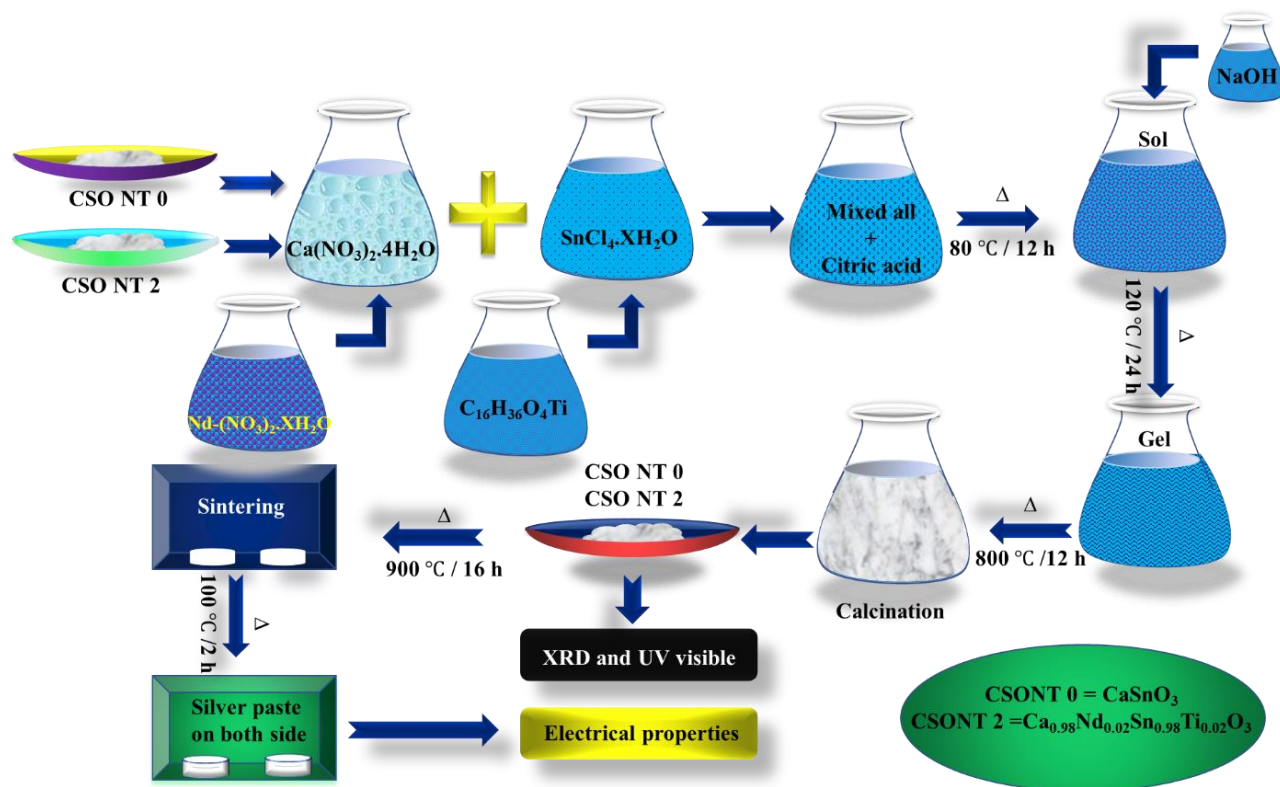 CSO NT 0
CSO NT 2
Ca(NO₃)₂.4H₂O
Nd-(NO₃)₂.XH₂O
SnCl₄.XH₂O
C₁₆H₃₆O₄Ti
Mixed all
+
Citric acid
Δ
80 ℃ / 12 h
NaOH
Sol
120 ℃ / 24 h
Δ
Gel
Δ
800 ℃ /12 h
Calcination
CSO NT 0
CSO NT 2
Δ
900 ℃ / 16 h
Sintering
100 ℃ /2 h
Δ
Silver paste
on both side
XRD and UV visible
Electrical properties
CSONT 0 = CaSnO₃
CSONT 2 =Ca₀.₉₈Nd₀.₀₂Sn₀.₉₈Ti₀.₀₂O₃